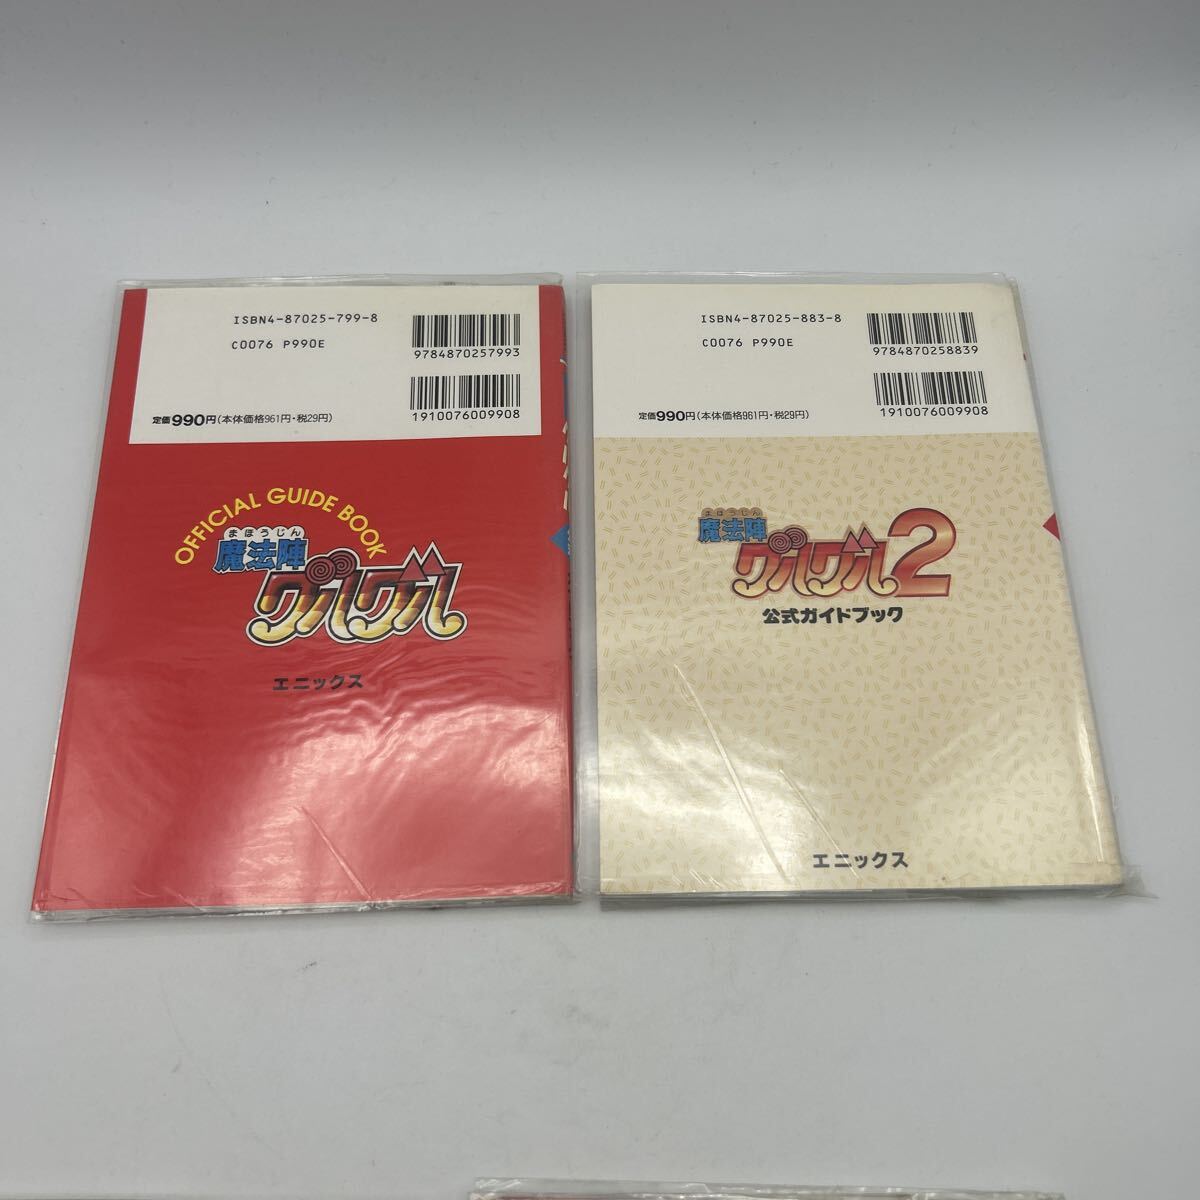 ISBN4-87025-799-8
C0076 P990E
9784870257993
1910076009908
定価990円(本体価格961円・税29円)
OFFICIAL GUIDE BOOK
まほうじん
魔法陣
グルグル
エニックス
ISBN4-87025-883-8
C0076 P990E
9784870258839
1910076009908
定価990円(本体価格961円・税29円)
まほうじん
魔法陣
グルグル2
公式ガイドブック
エニックス